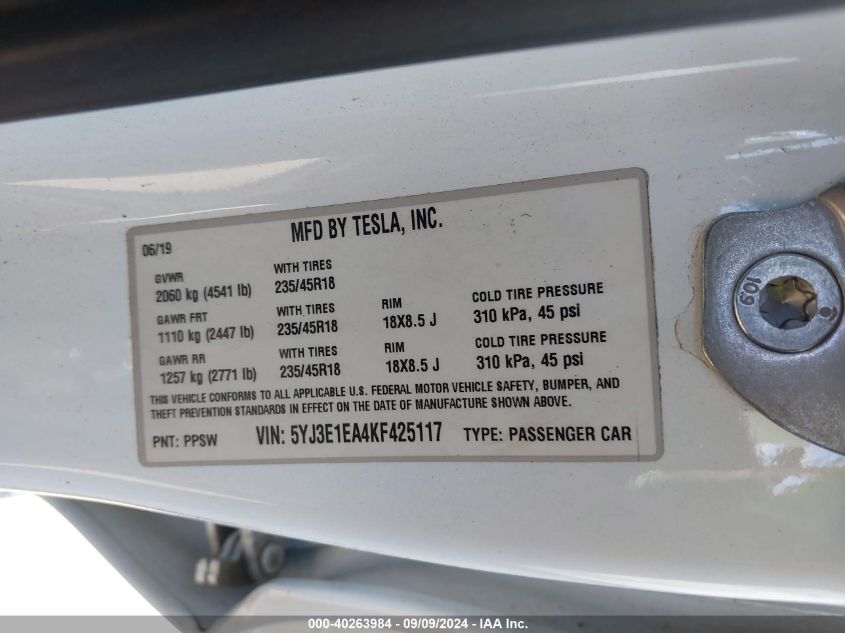 MFD BY TESLA, INC.
06/19
GVWR WITH TIRES
2060 kg (4541 lb) 235/45R18
GAWR FRT WITH TIRES RIM COLD TIRE PRESSURE
1110 kg (2447 lb) 235/45R18 18X8.5 J 310 kPa, 45 psi
GAWR RR WITH TIRES RIM COLD TIRE PRESSURE
1257 kg (2771 lb) 235/45R18 18X8.5 J 310 kPa, 45 psi
THIS VEHICLE CONFORMS TO ALL APPLICABLE U.S. FEDERAL MOTOR VEHICLE SAFETY, BUMPER, AND
THEFT PREVENTION STANDARDS IN EFFECT ON THE DATE OF MANUFACTURE SHOWN ABOVE.
PNT: PPSW VIN: 5YJ3E1EA4KF425117 TYPE: PASSENGER CAR
10.9
000-40263984 - 09/09/2024 - IAA Inc.